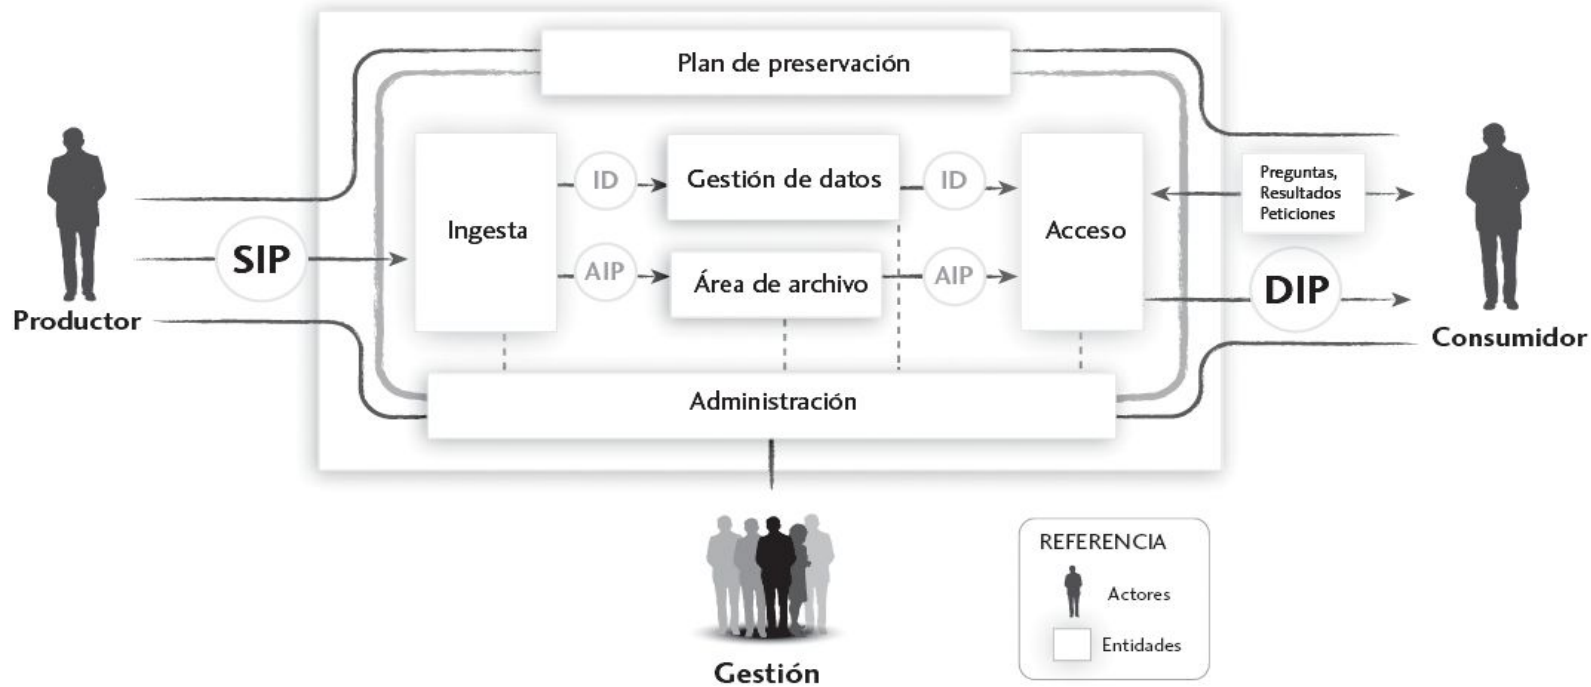 Plan de preservación
ID
Gestión de datos
ID
Preguntas,
Resultados
Peticiones
Ingesta
Acceso
SIP
AIP
Área de archivo
AIP
DIP
Productor
Consumidor
Administración
Gestión
REFERENCIA
Actores
Entidades